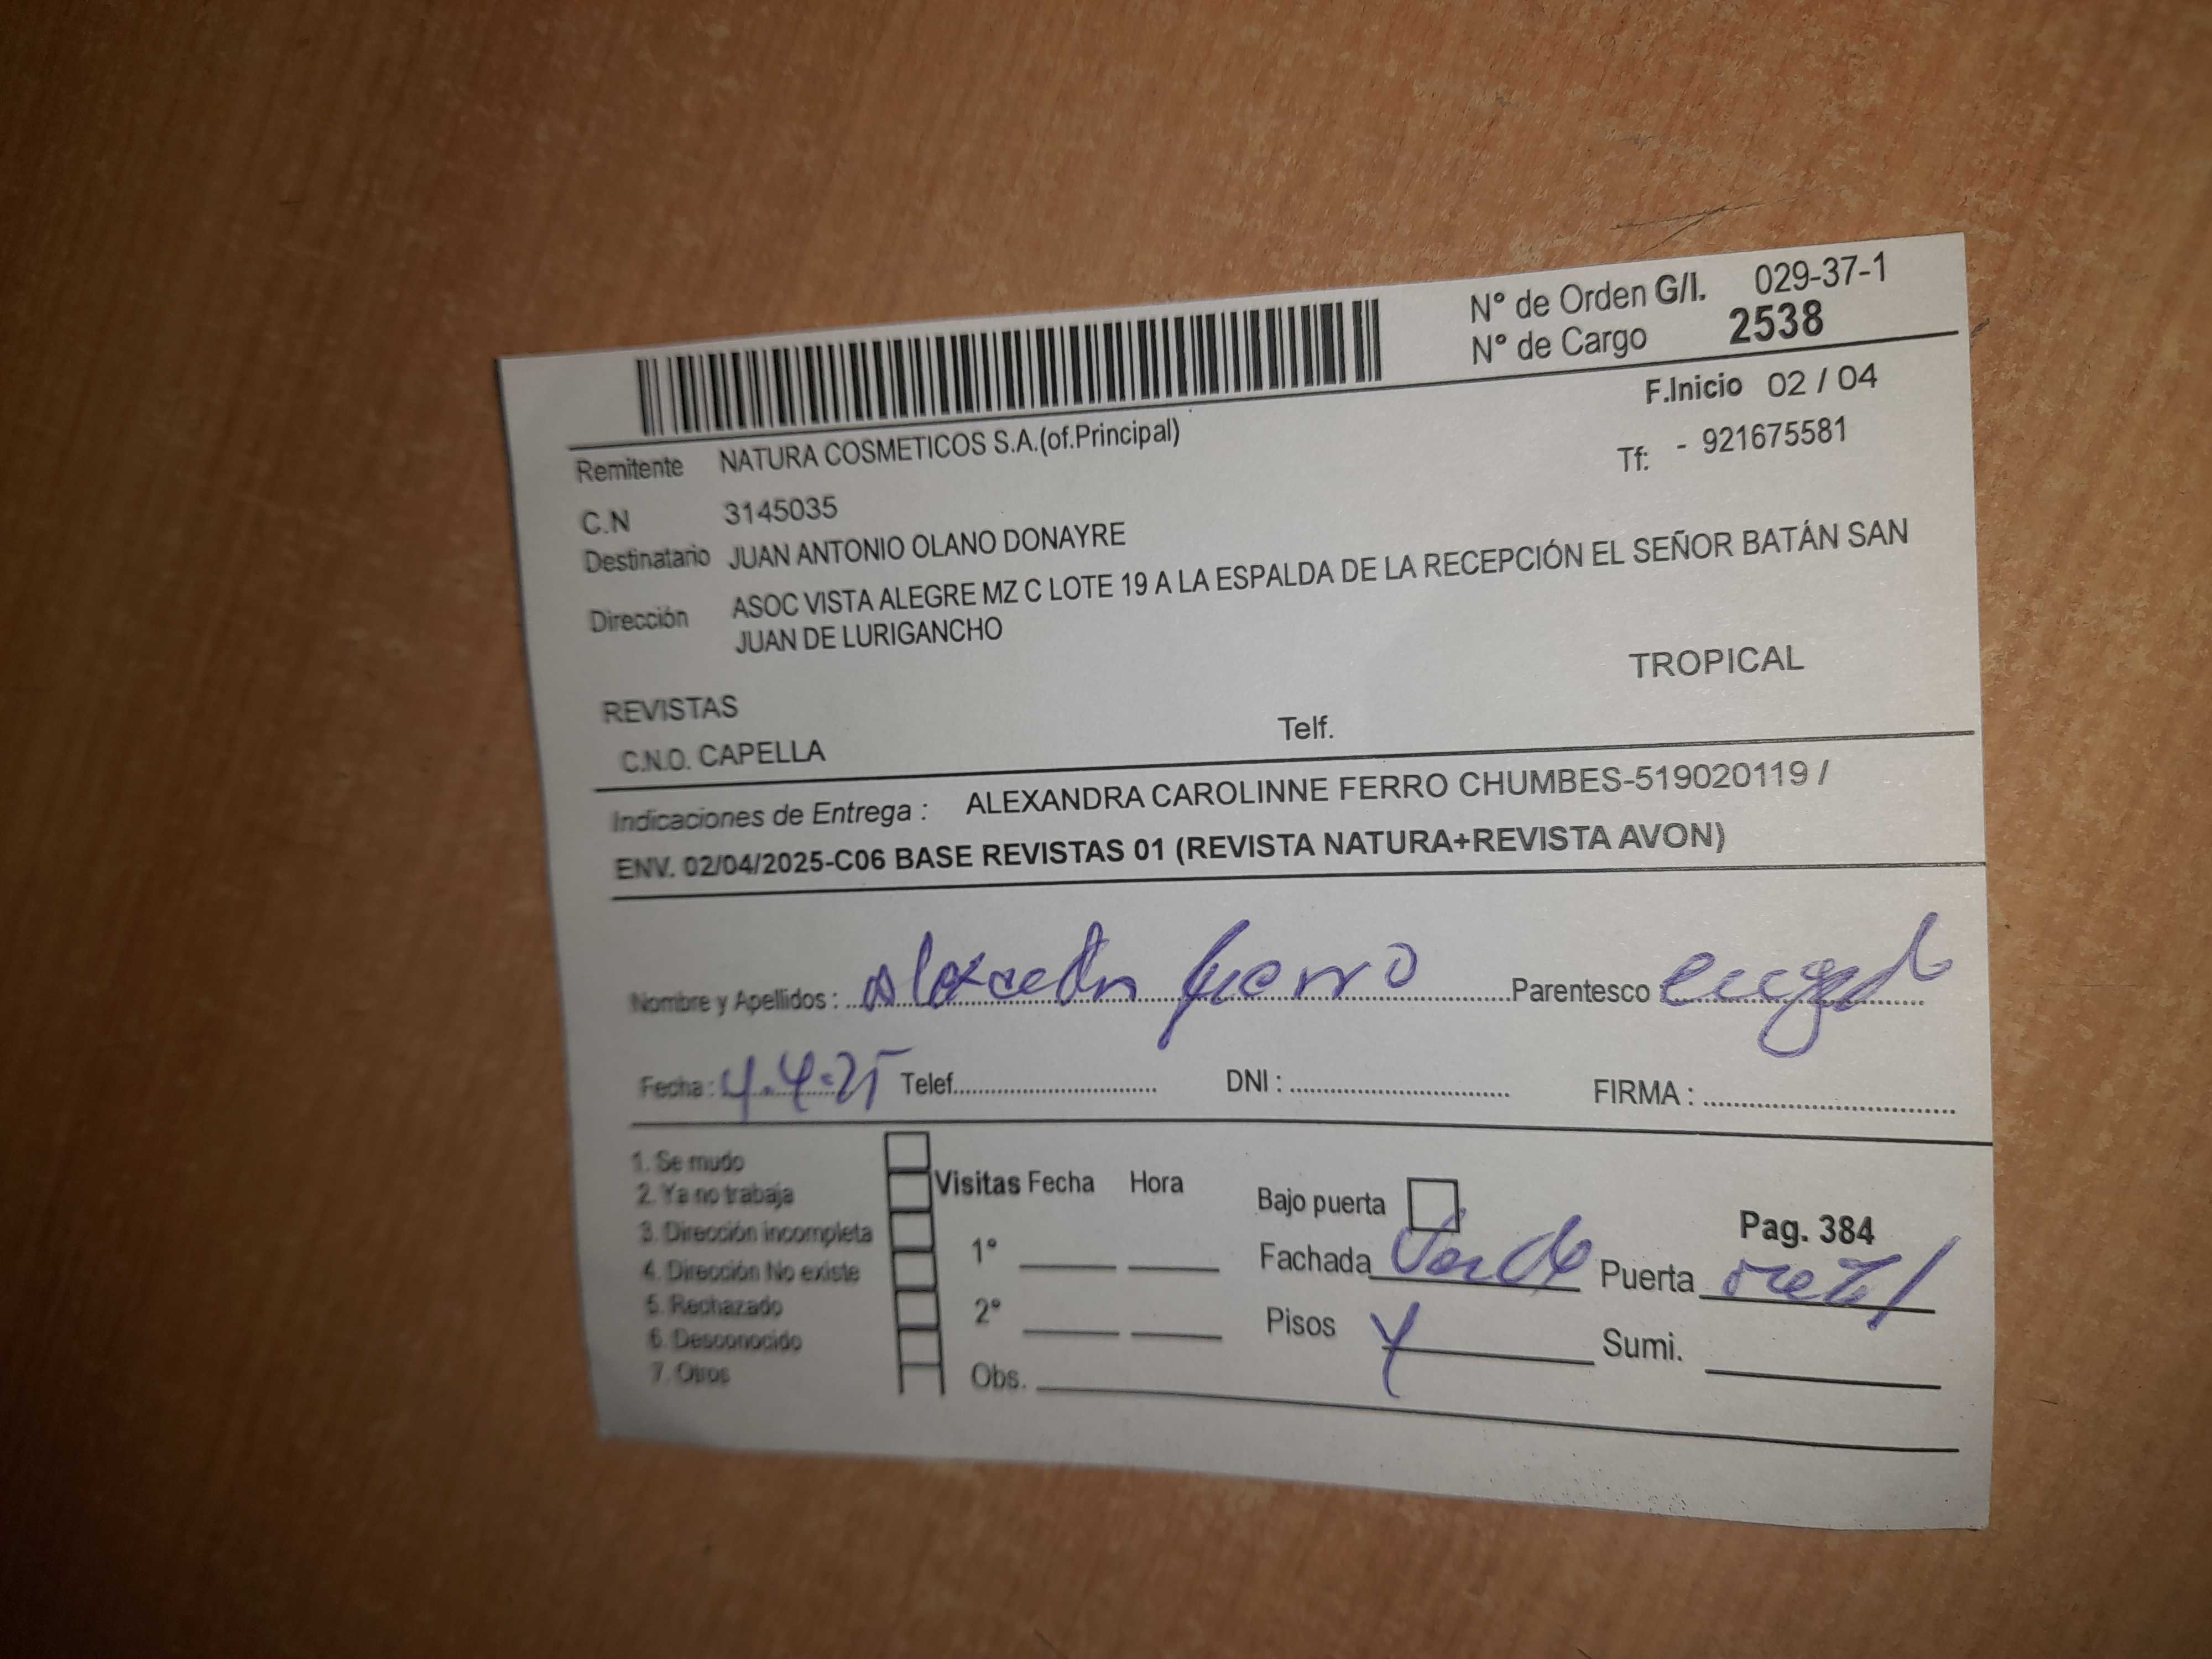 N° de Orden G/I. 029-37-1
N° de Cargo 2538
F.Inicio 02 / 04
Remitente NATURA COSMETICOS S.A.(of.Principal)
Tf: - 921675581
C.N 3145035
Destinatario JUAN ANTONIO OLANO DONAYRE
Dirección ASOC VISTA ALEGRE MZ C LOTE 19 A LA ESPALDA DE LA RECEPCIÓN EL SEÑOR BATÁN SAN
JUAN DE LURIGANCHO
TROPICAL
REVISTAS
C.N.O. CAPELLA Telf.
Indicaciones de Entrega : ALEXANDRA CAROLINNE FERRO CHUMBES-519020119 /
ENV. 02/04/2025-C06 BASE REVISTAS 01 (REVISTA NATURA+REVISTA AVON)
Nombre y Apellidos : Parentesco
Fecha : 4.4.25 Telef. DNI : FIRMA :
1. Se mudo
2. Ya no trabaja
3. Dirección incompleta
4. Dirección No existe
5. Rechazado
6. Desconocido
7. Otros
Visitas Fecha Hora
1°
2°
Obs.
Bajo puerta
Pag. 384
Fachada Verde Puerta metal
Pisos 4 Sumi.